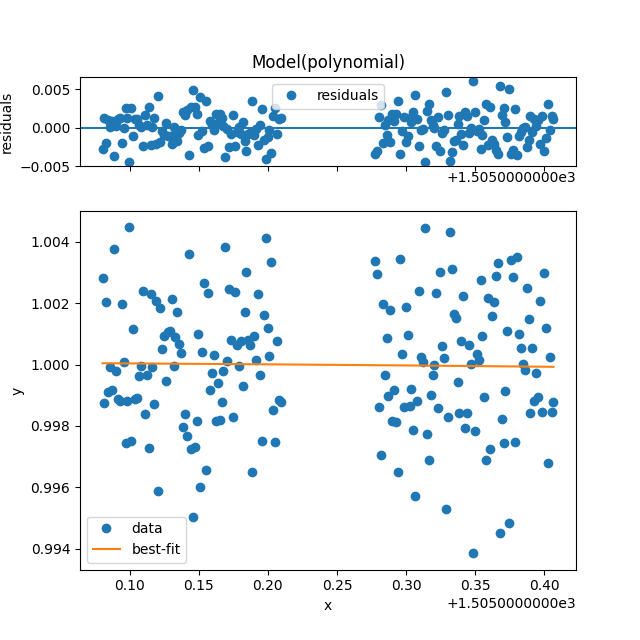 Model(polynomial)
0.005
0.000
−0.005
residuals
residuals
+1.5050000000e3
1.004
1.002
1.000
0.998
0.996
0.994
y
data
best-fit
0.10 0.15 0.20 0.25 0.30 0.35 0.40
x
+1.5050000000e3